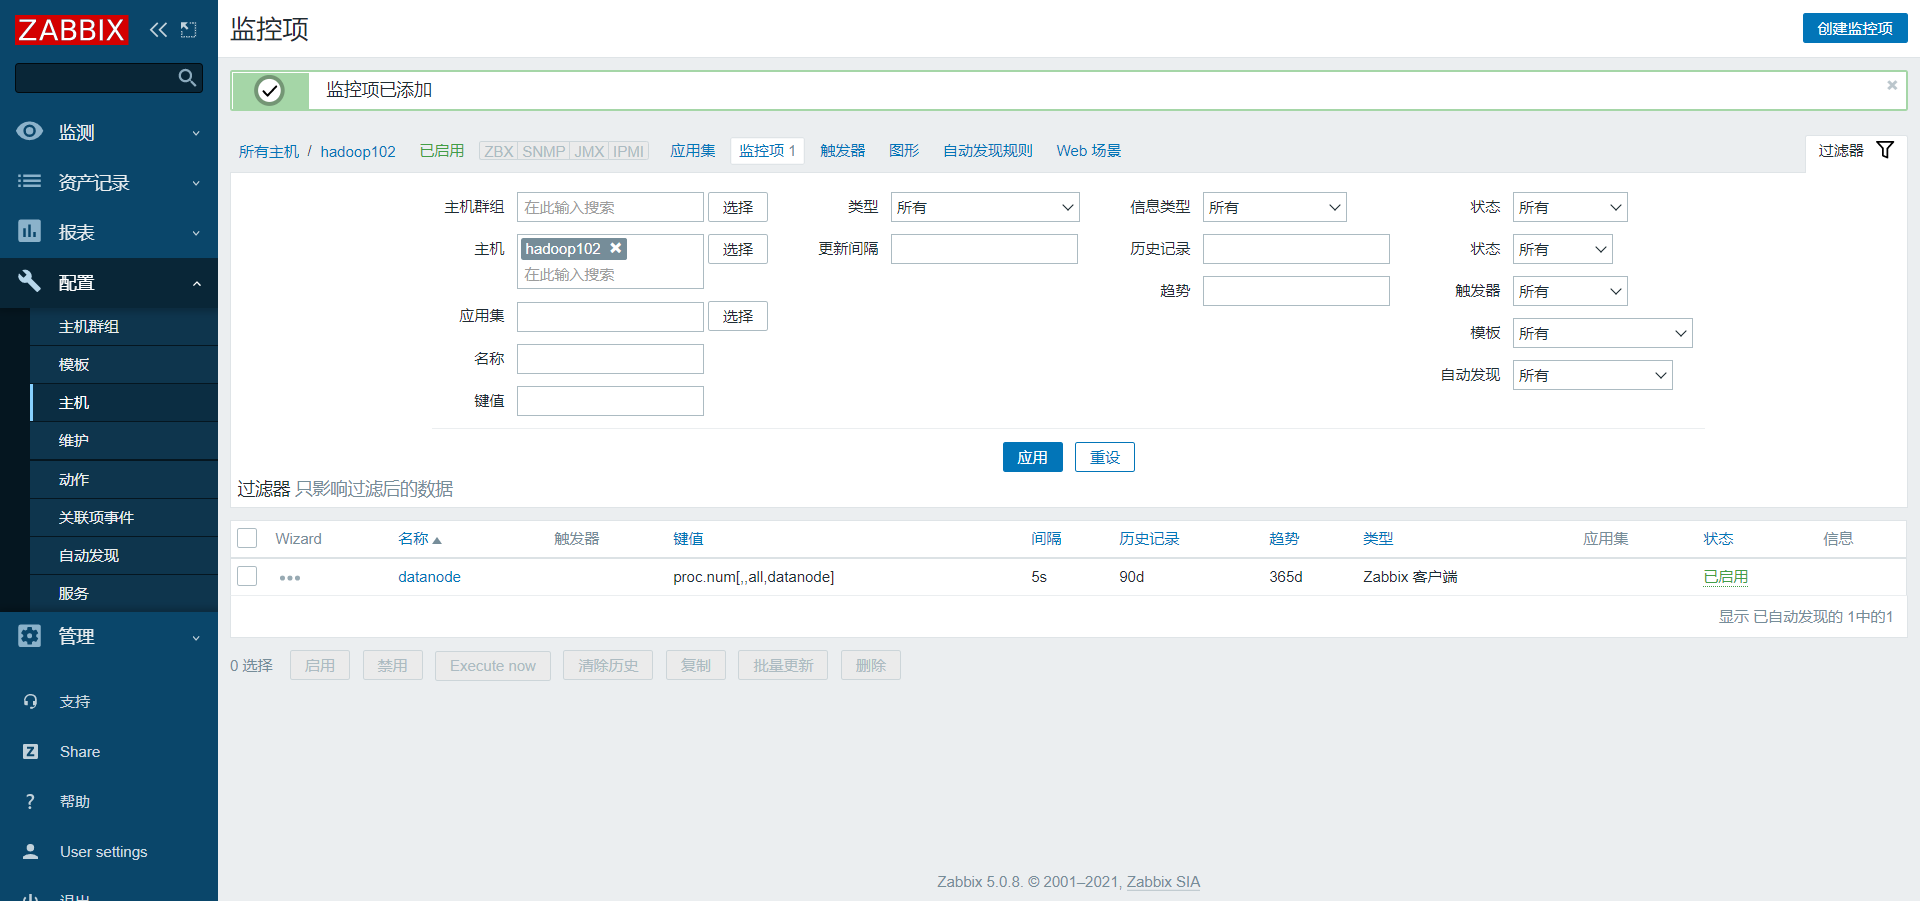 ZABBIX
监测
资产记录
报表
配置
主机群组
模板
主机
维护
动作
关联项事件
自动发现
服务
管理
支持
Share
帮助
User settings
退出
监控项
创建监控项
监控项已添加
所有主机 / hadoop102 已启用 ZBX SNMP JMX IPMI 应用集 监控项 1 触发器 图形 自动发现规则 Web 场景 过滤器
主机群组 在此输入搜索 选择 类型 所有 信息类型 所有 状态 所有
主机 hadoop102 在此输入搜索 选择 更新间隔 历史记录 状态 所有
趋势 触发器 所有
应用集 选择 模板 所有
名称 自动发现 所有
键值
应用 重设
过滤器 只影响过滤后的数据
Wizard 名称 触发器 键值 间隔 历史记录 趋势 类型 应用集 状态 信息
datanode proc.num[,,all,datanode] 5s 90d 365d Zabbix 客户端 已启用
显示 已自动发现的 1中的1
0 选择 启用 禁用 Execute now 清除历史 复制 批量更新 删除
Zabbix 5.0.8. © 2001–2021, Zabbix SIA